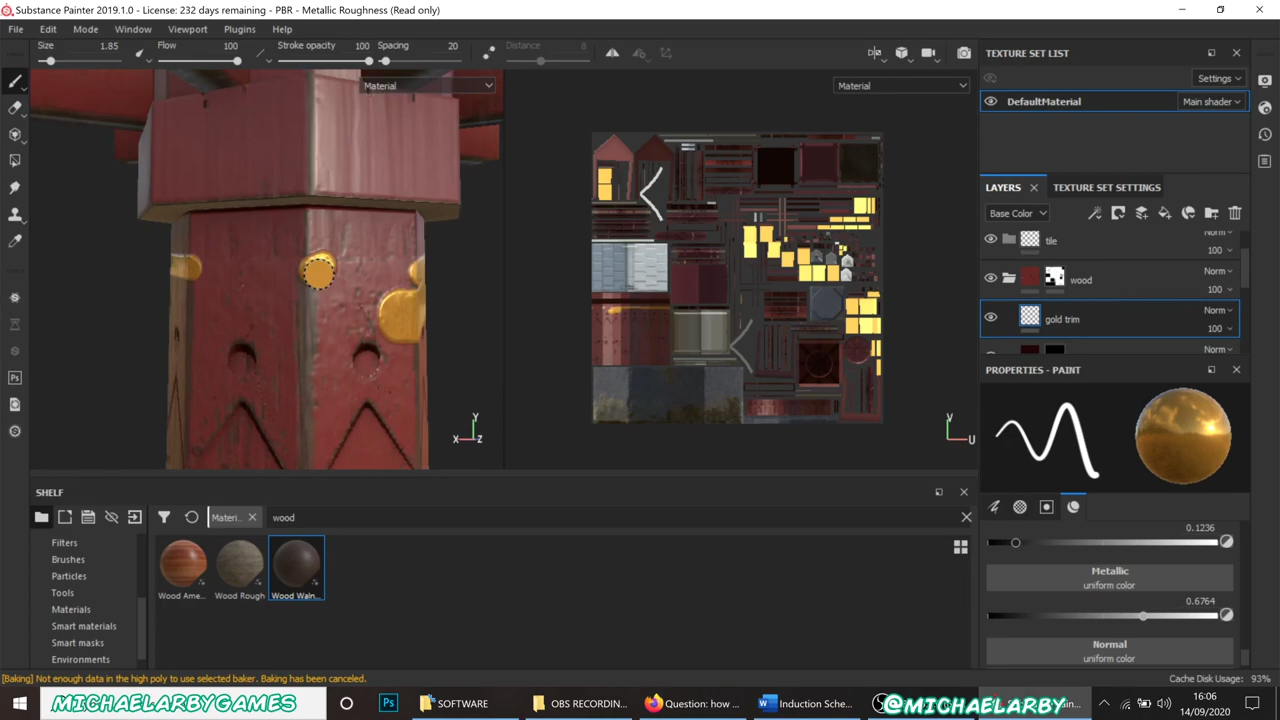 Substance Painter 2019.1.0 - License: 232 days remaining - PBR - Metallic Roughness (Read only)
File Edit Mode Window Viewport Plugins Help
Size 1.85 Flow 100 Stroke opacity 100 Spacing 20 Distance 8
Material
Material
Y
X Z
V
U
TEXTURE SET LIST
Settings
DefaultMaterial Main shader
LAYERS TEXTURE SET SETTINGS
Base Color
Norm
tile
100
Norm
wood
100
Norm
gold trim
100
Norm
PROPERTIES - PAINT
0.1236
Metallic
uniform color
0.6764
Normal
uniform color
SHELF
Materi... wood
Filters
Brushes
Particles
Tools
Materials
Smart materials
Smart masks
Environments
Wood Ame... Wood Rough Wood Waln...
Ps
[Baking] Not enough data in the high poly to use selected baker. Baking has been canceled.
Cache Disk Usage: 93%
MICHAELARBYGAMES
Ps
SOFTWARE
OBS RECORDIN...
Question: how ...
Induction Sche...
@MICHAELARBY
16:06
14/09/2020